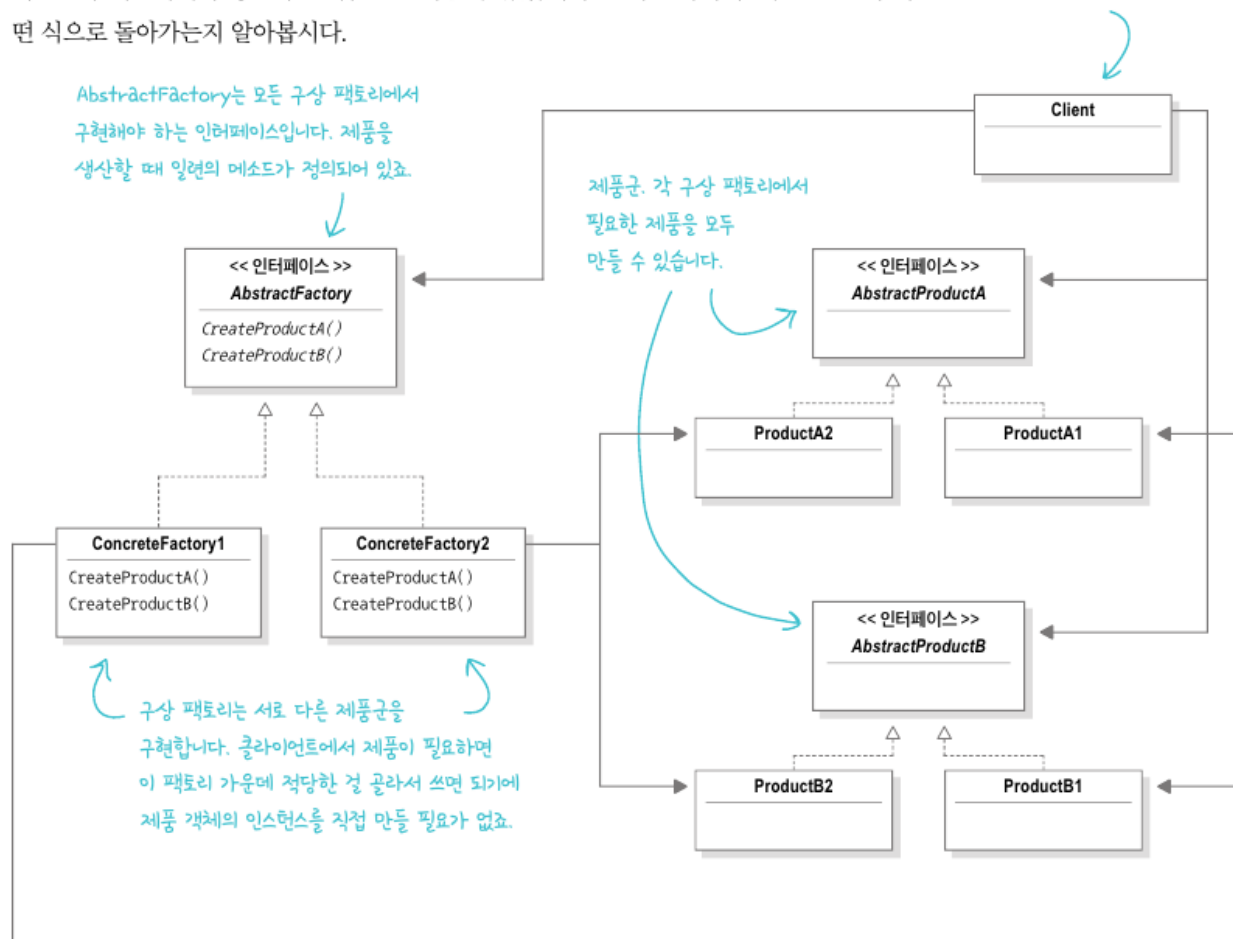 떤 식으로 돌아가는지 알아봅시다.
AbstractFactory는 모든 구상 팩토리에서
구현해야 하는 인터페이스입니다. 제품을
생산할 때 일련의 메소드가 정의되어 있죠.
Client
제품군. 각 구상 팩토리에서
필요한 제품을 모두
만들 수 있습니다.
<< 인터페이스 >>
AbstractFactory
CreateProductA()
CreateProductB()
<< 인터페이스 >>
AbstractProductA
ProductA2
ProductA1
ConcreteFactory1
CreateProductA()
CreateProductB()
ConcreteFactory2
CreateProductA()
CreateProductB()
<< 인터페이스 >>
AbstractProductB
구상 팩토리는 서로 다른 제품군을
구현합니다. 클라이언트에서 제품이 필요하면
이 팩토리 가운데 적당한 걸 골라서 쓰면 되기에
제품 객체의 인스턴스를 직접 만들 필요가 없죠.
ProductB2
ProductB1